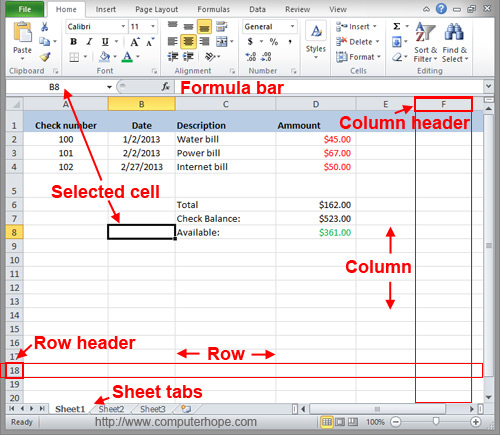 File Home Insert Page Layout Formulas Data Review View
Calibri 11
General
Paste
B I U
$ % ,
Styles
Insert
Delete
Format
Σ
Sort & Filter
Find & Select
Clipboard Font Alignment Number Cells Editing
B8 fx Formula bar
A B C D E F
Column header
1 Check number Date Description Ammount
2 100 1/2/2013 Water bill $45.00
3 101 2/2/2013 Power bill $67.00
4 102 2/27/2013 Internet bill $50.00
5
Selected cell
6 Total $162.00
7 Check Balance: $523.00
8 Available: $361.00
9
10
Column
11
12
13
14
15
16
Row header
17
Row
18
19
Sheet tabs
20
Sheet1 Sheet2 Sheet3
http://www.computerhope.com
100%